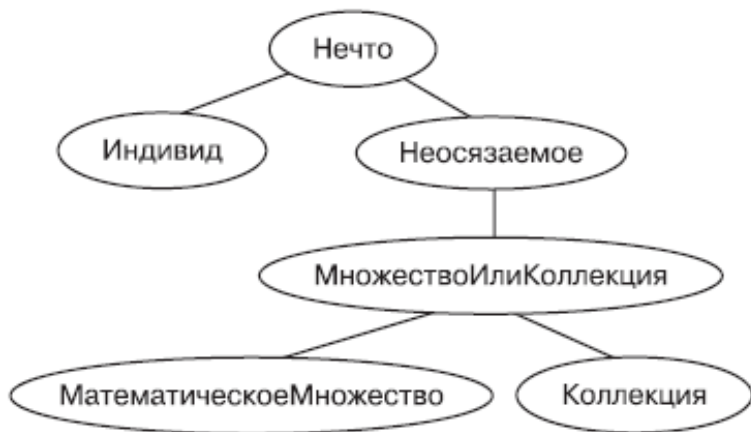 Нечто
Индивид
Неосязаемое
МножествоИлиКоллекция
МатематическоеМножество
Коллекция